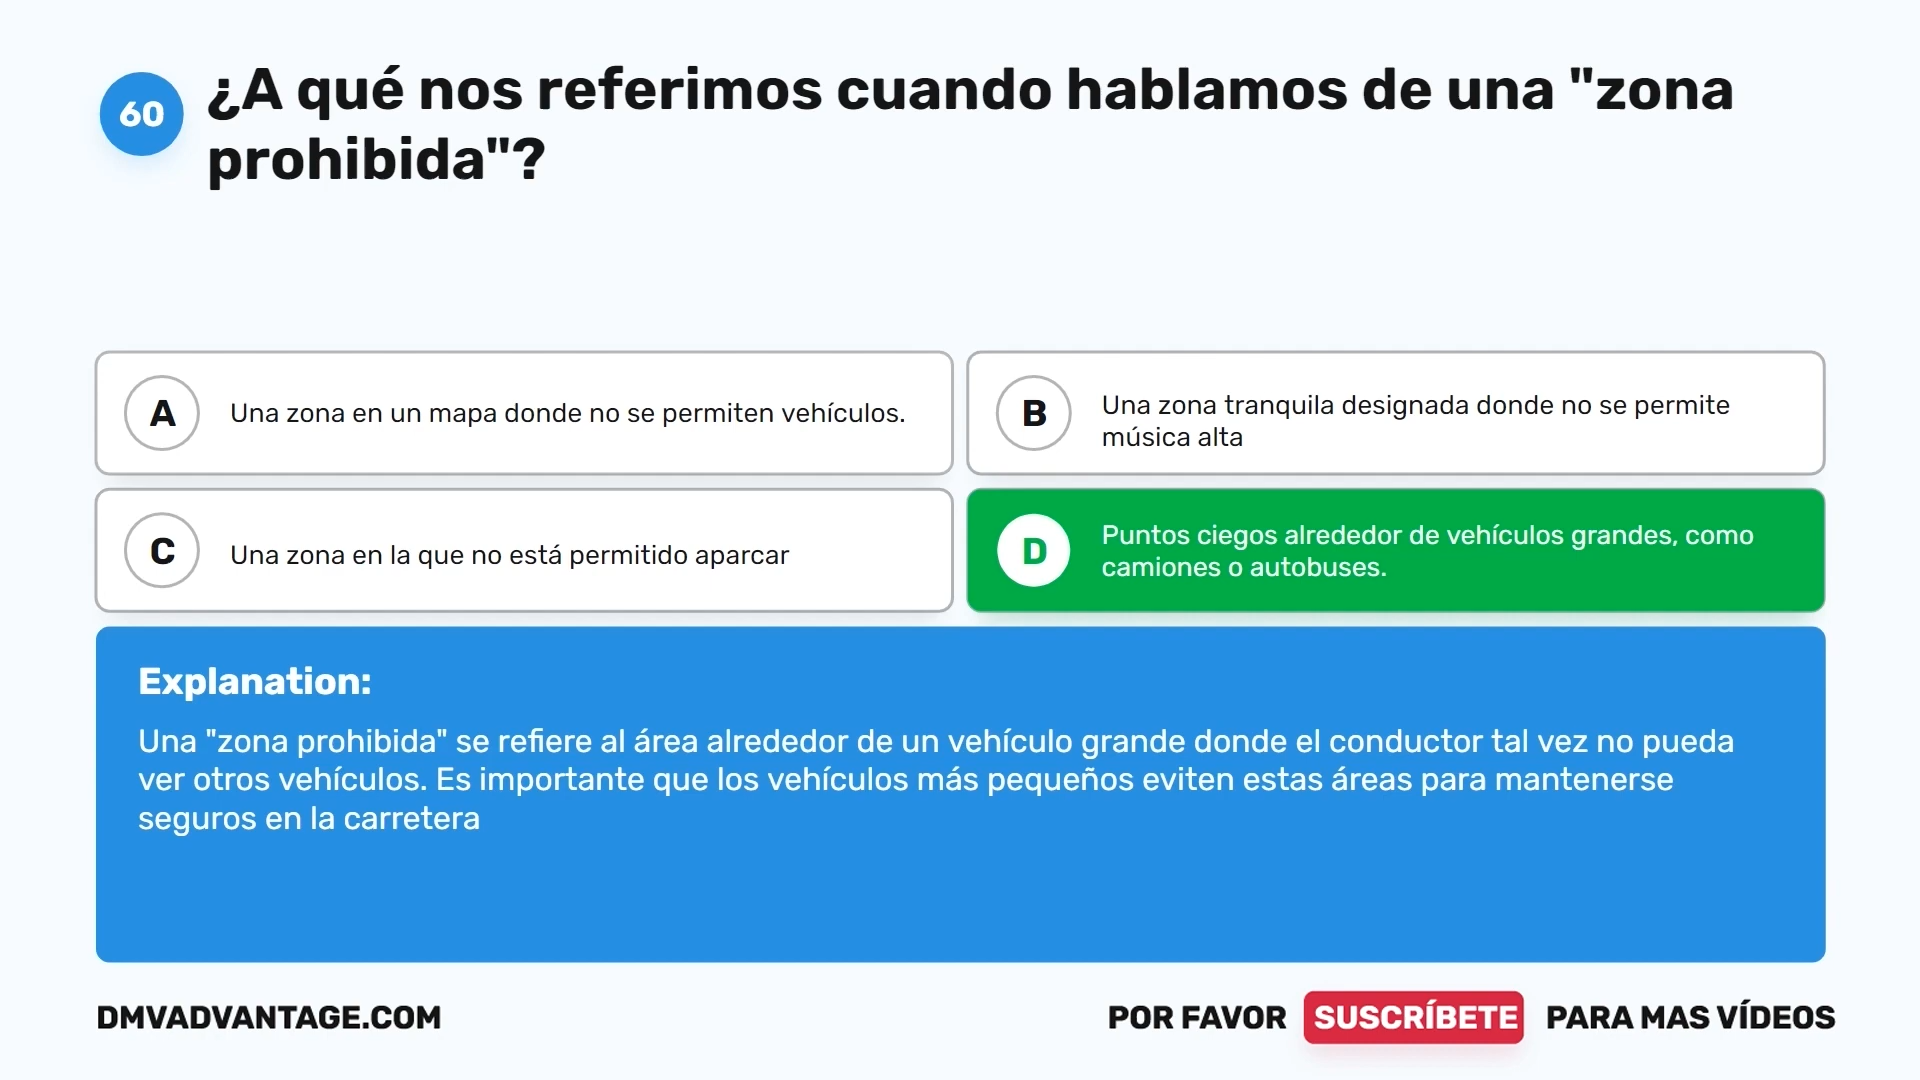 60
¿A qué nos referimos cuando hablamos de una "zona
prohibida"?
A
Una zona en un mapa donde no se permiten vehículos.
B
Una zona tranquila designada donde no se permite
música alta
C
Una zona en la que no está permitido aparcar
D
Puntos ciegos alrededor de vehículos grandes, como
camiones o autobuses.
Explanation:
Una "zona prohibida" se refiere al área alrededor de un vehículo grande donde el conductor tal vez no pueda
ver otros vehículos. Es importante que los vehículos más pequeños eviten estas áreas para mantenerse
seguros en la carretera
DMVADVANTAGE.COM
POR FAVOR SUSCRÍBETE PARA MAS VÍDEOS